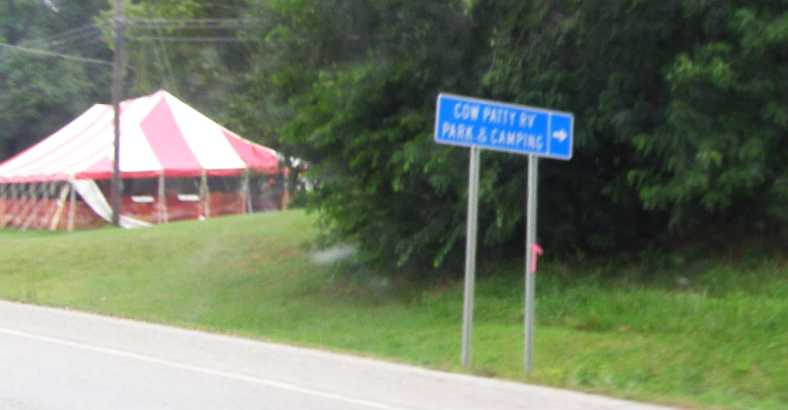 COW PATTY RV
PARK & CAMPING